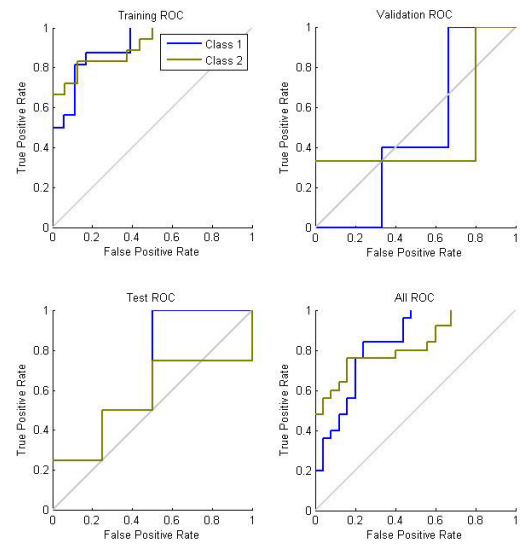 Training ROC
1
0.8
0.6
0.4
0.2
0
True Positive Rate
Class 1
Class 2
0 0.2 0.4 0.6 0.8 1
False Positive Rate
Validation ROC
1
0.8
0.6
0.4
0.2
0
True Positive Rate
0 0.2 0.4 0.6 0.8 1
False Positive Rate
Test ROC
1
0.8
0.6
0.4
0.2
0
True Positive Rate
0 0.2 0.4 0.6 0.8 1
False Positive Rate
All ROC
1
0.8
0.6
0.4
0.2
0
True Positive Rate
0 0.2 0.4 0.6 0.8 1
False Positive Rate